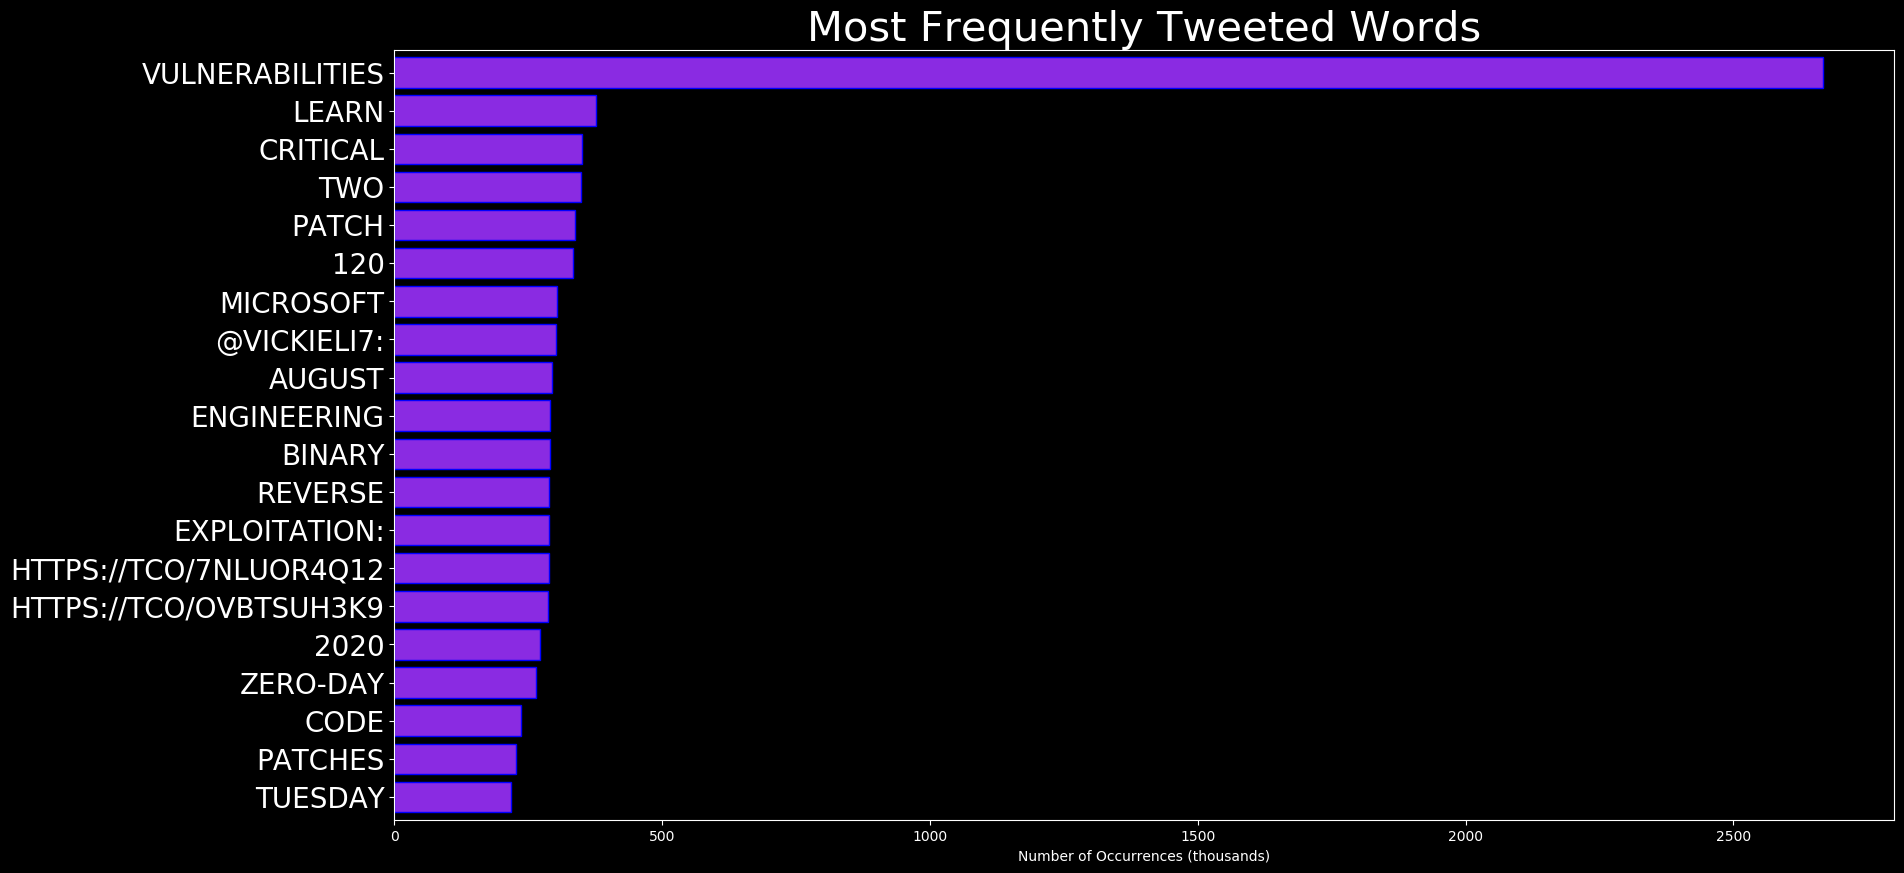 Most Frequently Tweeted Words
VULNERABILITIES
LEARN
CRITICAL
TWO
PATCH
120
MICROSOFT
@VICKIELI7:
AUGUST
ENGINEERING
BINARY
REVERSE
EXPLOITATION:
HTTPS://TCO/7NLUOR4Q12
HTTPS://TCO/OVBTSUH3K9
2020
ZERO-DAY
CODE
PATCHES
TUESDAY
0 500 1000 1500 2000 2500
Number of Occurrences (thousands)